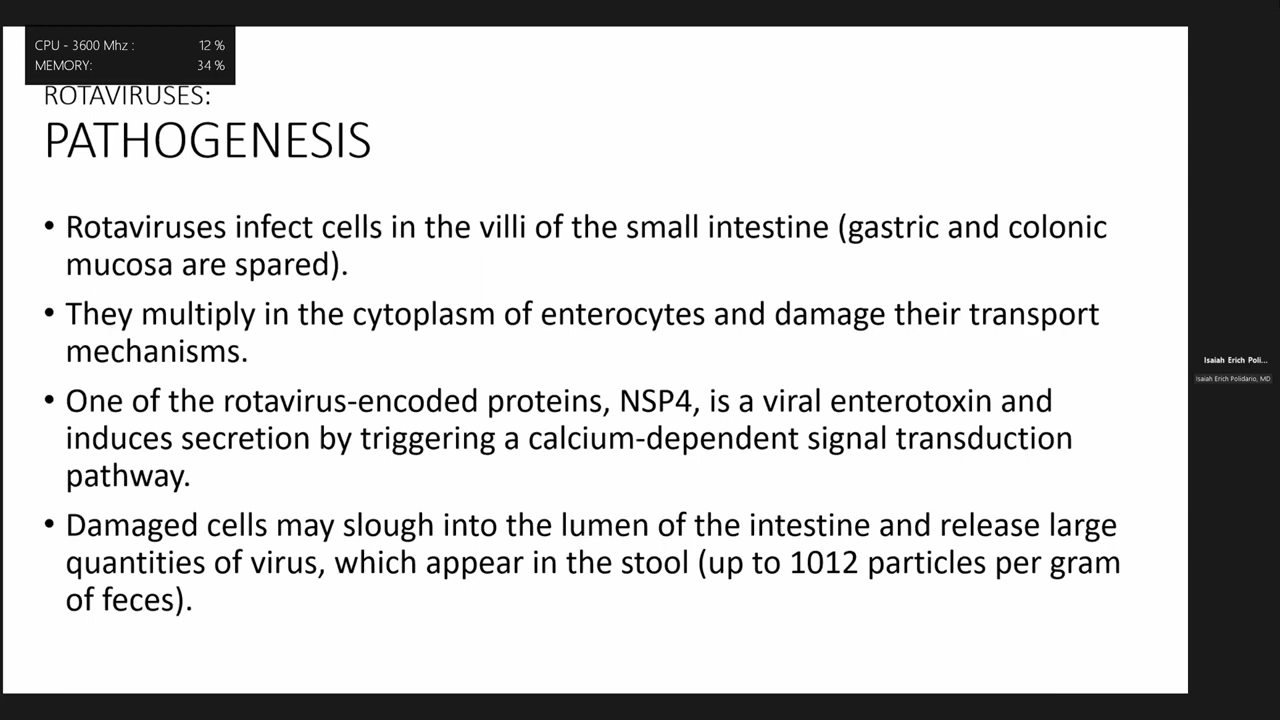 CPU - 3600 Mhz : 12 %
MEMORY: 34 %
ROTAVIRUSES:
PATHOGENESIS
• Rotaviruses infect cells in the villi of the small intestine (gastric and colonic
mucosa are spared).
• They multiply in the cytoplasm of enterocytes and damage their transport
mechanisms.
• One of the rotavirus-encoded proteins, NSP4, is a viral enterotoxin and
induces secretion by triggering a calcium-dependent signal transduction
pathway.
• Damaged cells may slough into the lumen of the intestine and release large
quantities of virus, which appear in the stool (up to 1012 particles per gram
of feces).
Isaiah Erich Poli...
Isaiah Erich Polidario, MD